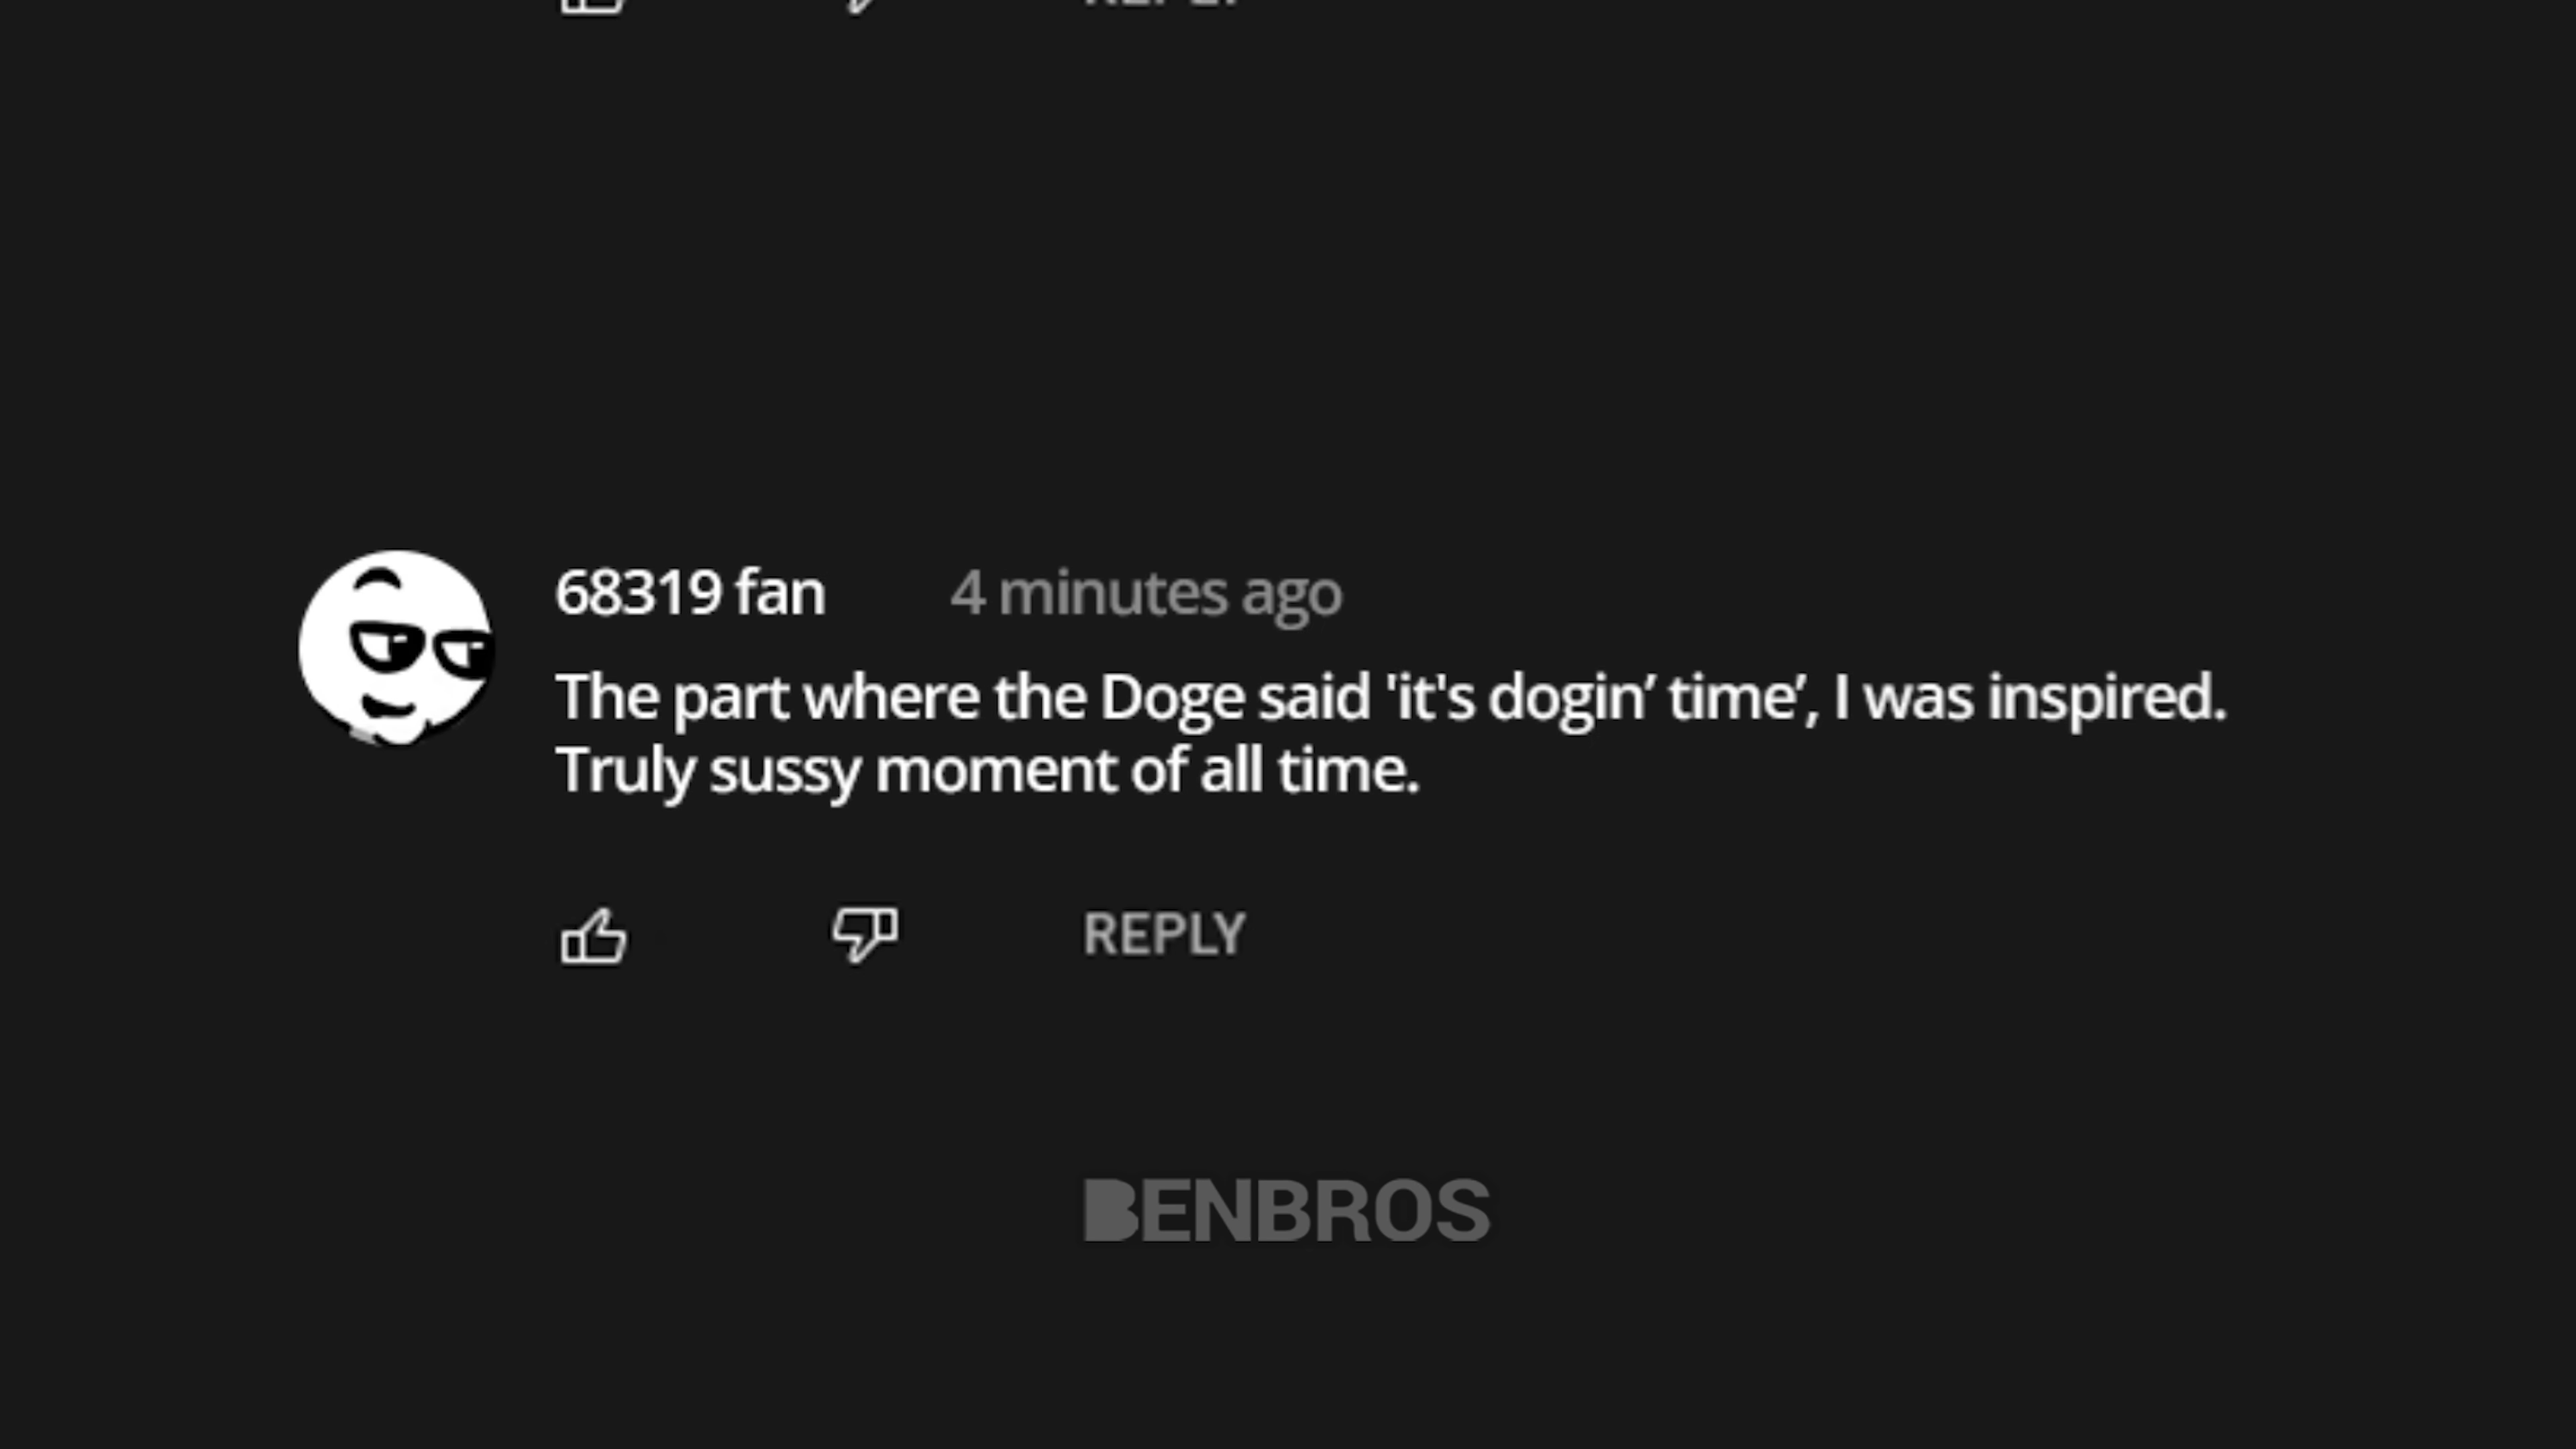 REPLY
68319 fan 4 minutes ago
The part where the Doge said 'it's dogin’ time’, I was inspired.
Truly sussy moment of all time.
REPLY
BENBROS